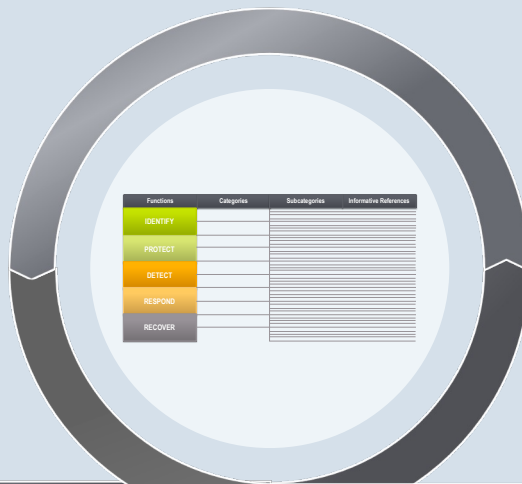 Functions Categories Subcategories Informative References
IDENTIFY
PROTECT
DETECT
RESPOND
RECOVER